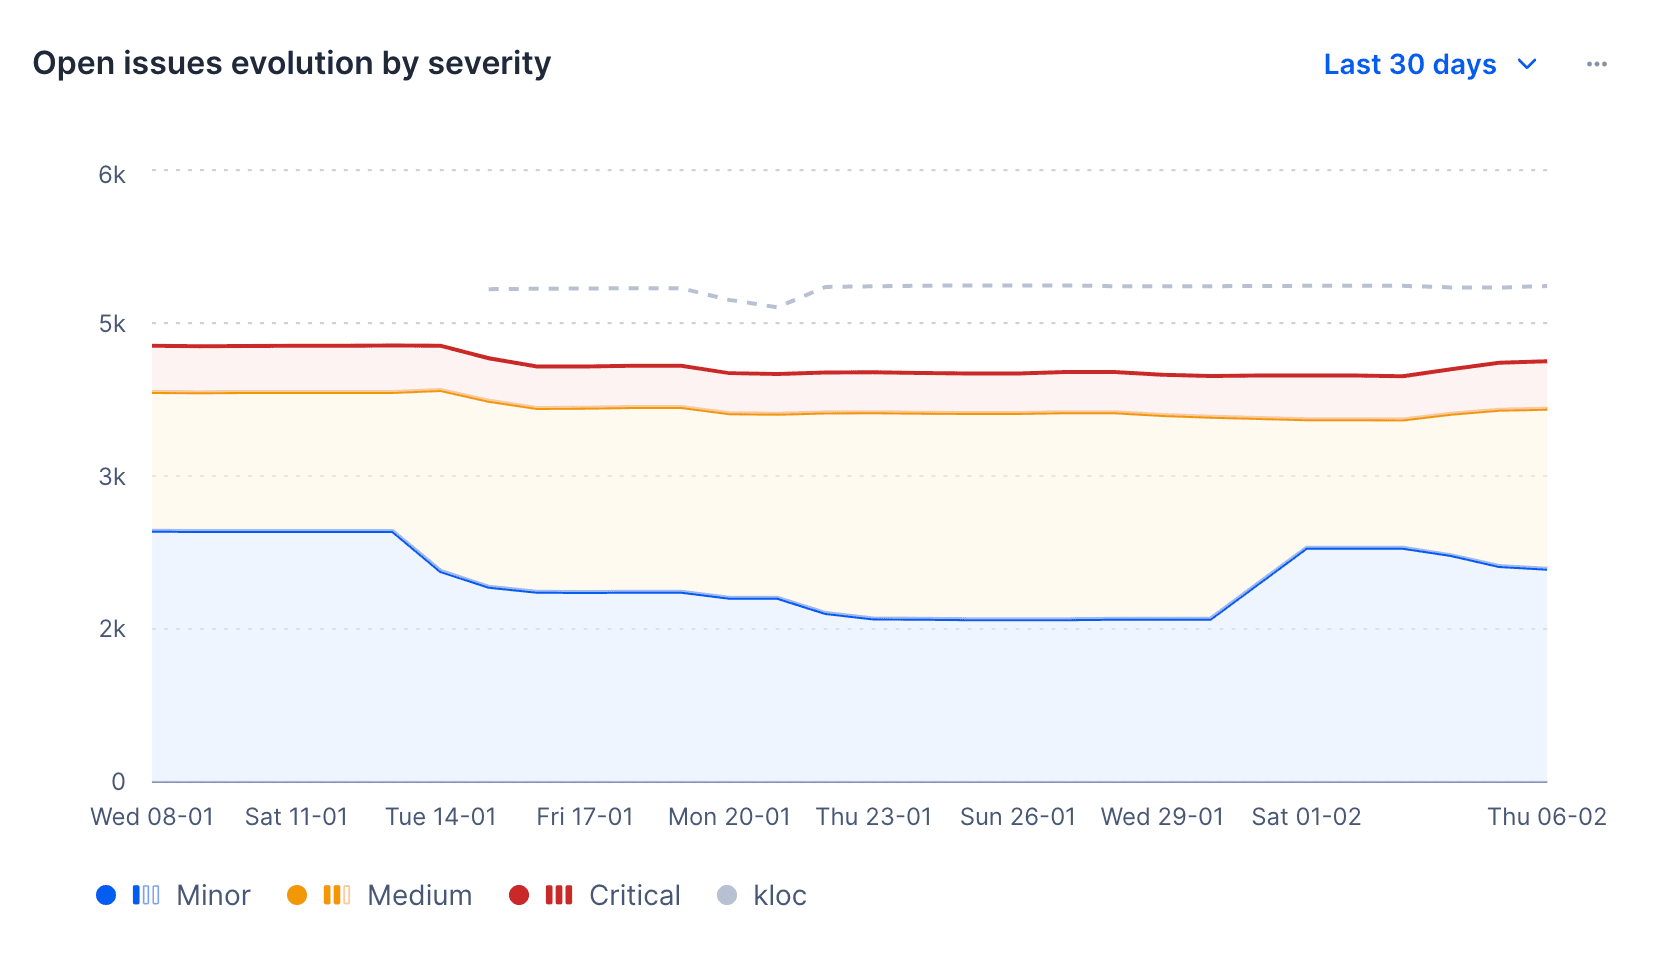 Open issues evolution by severity
Last 30 days
6k
5k
3k
2k
0
Wed 08-01 Sat 11-01 Tue 14-01 Fri 17-01 Mon 20-01 Thu 23-01 Sun 26-01 Wed 29-01 Sat 01-02 Thu 06-02
Minor Medium Critical kloc